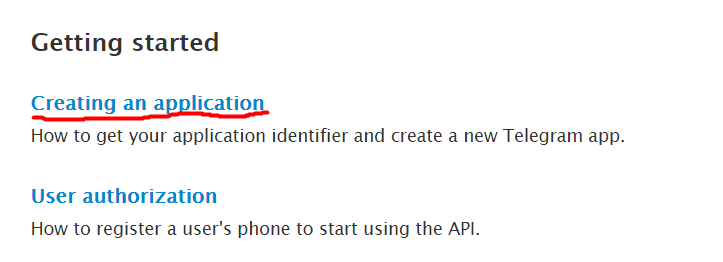 Getting started
Creating an application
How to get your application identifier and create a new Telegram app.
User authorization
How to register a user's phone to start using the API.